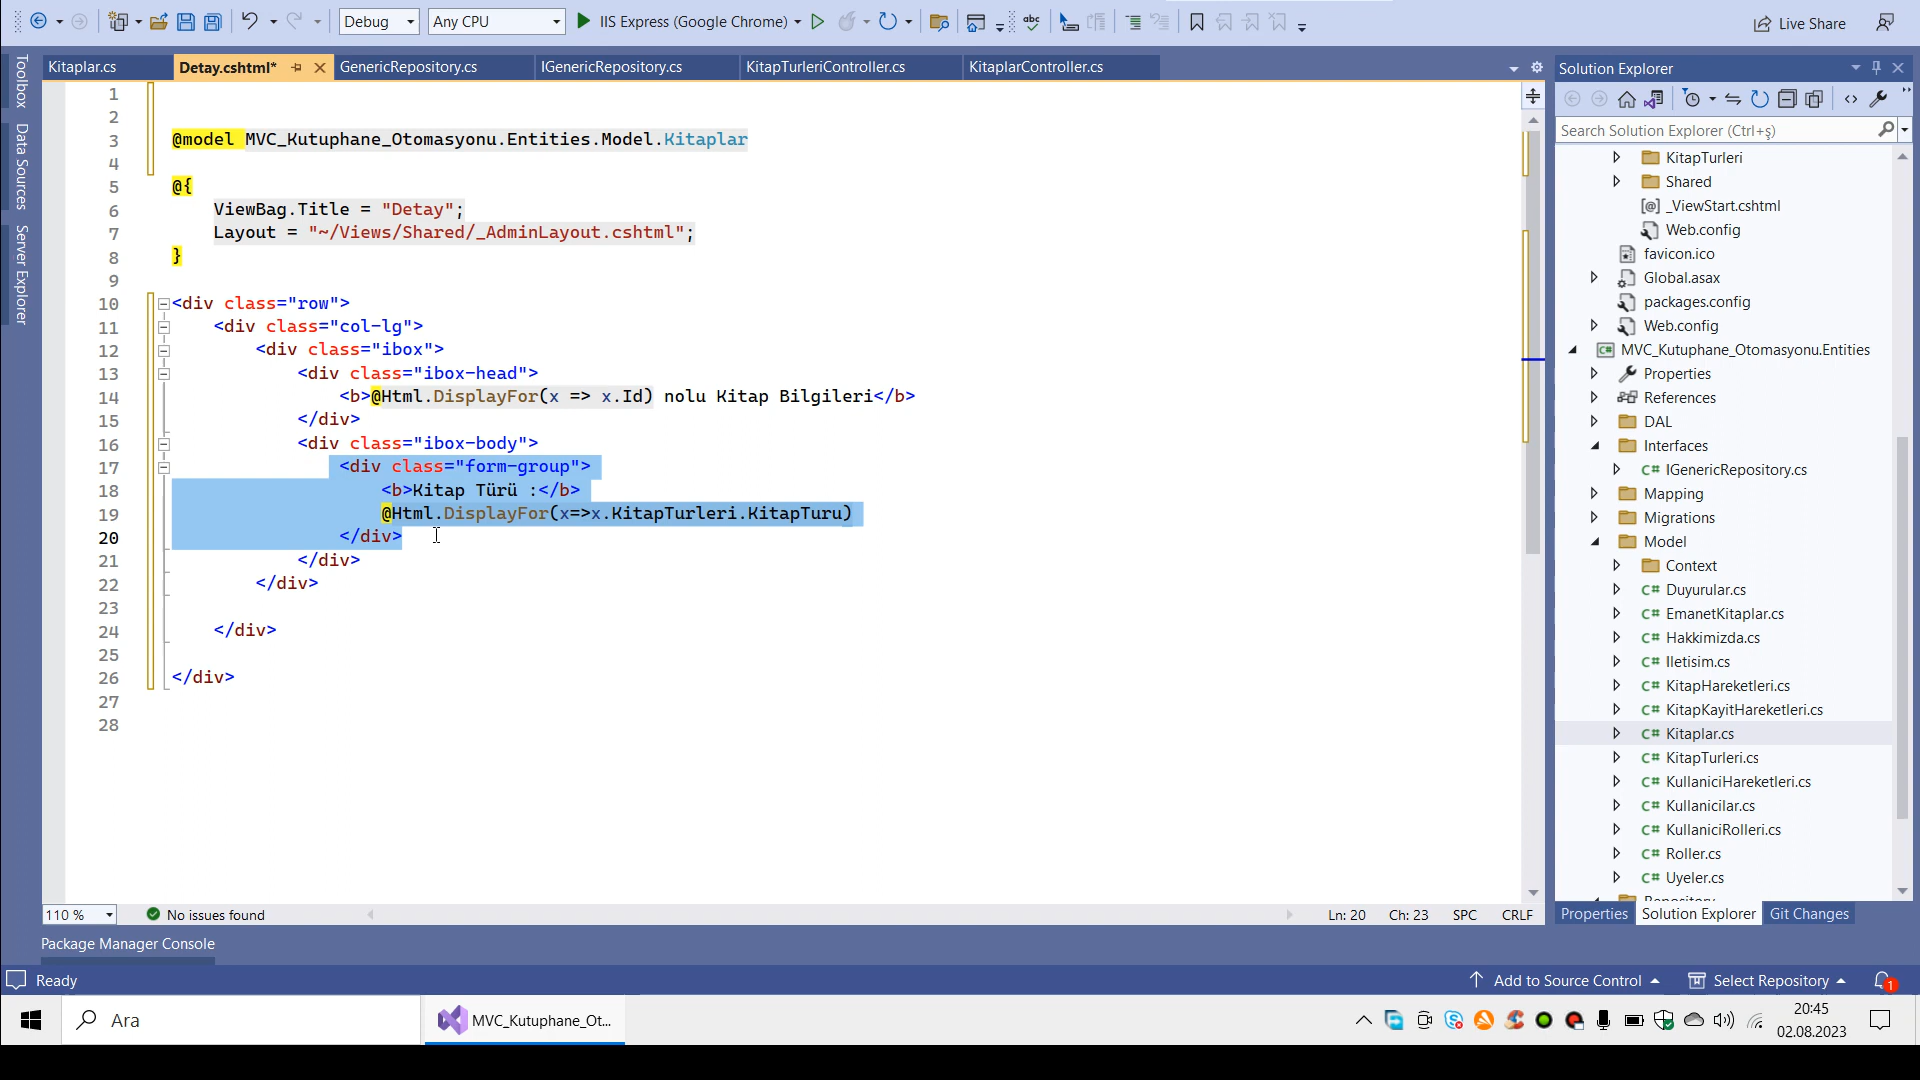 Debug
Any CPU
IIS Express (Google Chrome)
Live Share
Kitaplar.cs
Detay.cshtml*
GenericRepository.cs
IGenericRepository.cs
KitapTurleriController.cs
KitaplarController.cs
Toolbox
Data Sources
Server Explorer
1
2
3 @model MVC_Kutuphane_Otomasyonu.Entities.Model.Kitaplar
4
5 @{
6 ViewBag.Title = "Detay";
7 Layout = "~/Views/Shared/_AdminLayout.cshtml";
8 }
9
10 <div class="row">
11 <div class="col-lg">
12 <div class="ibox">
13 <div class="ibox-head">
14 <b>@Html.DisplayFor(x => x.Id) nolu Kitap Bilgileri</b>
15 </div>
16 <div class="ibox-body">
17 <div class="form-group">
18 <b>Kitap Türü :</b>
19 @Html.DisplayFor(x=>x.KitapTurleri.KitapTuru)
20 </div>
21 </div>
22 </div>
23
24 </div>
25
26 </div>
27
28
110 %
No issues found
Ln: 20 Ch: 23 SPC CRLF
Solution Explorer
Search Solution Explorer (Ctrl+ş)
KitapTurleri
Shared
_ViewStart.cshtml
Web.config
favicon.ico
Global.asax
packages.config
Web.config
MVC_Kutuphane_Otomasyonu.Entities
Properties
References
DAL
Interfaces
IGenericRepository.cs
Mapping
Migrations
Model
Context
Duyurular.cs
EmanetKitaplar.cs
Hakkimizda.cs
Iletisim.cs
KitapHareketleri.cs
KitapKayitHareketleri.cs
Kitaplar.cs
KitapTurleri.cs
KullaniciHareketleri.cs
Kullanicilar.cs
KullaniciRolleri.cs
Roller.cs
Uyeler.cs
Properties
Solution Explorer
Git Changes
Package Manager Console
Ready
Add to Source Control
Select Repository
1
Ara
MVC_Kutuphane_Ot...
20:45
02.08.2023